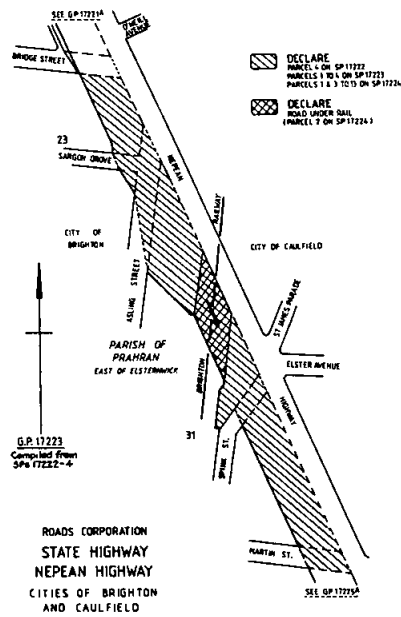 SEE G.P. 17221A
O'NEILL
AVENUE
BRIDGE STREET
DECLARE
PARCEL 4 ON SP 17222
PARCELS 1 TO 4 ON SP 17223
PARCELS 1 & 3 TO 13 ON SP 17224
DECLARE
ROAD UNDER RAIL
(PARCEL 2 ON SP 17224)
23
SARGON GROVE
NEPEAN
RAILWAY
CITY OF
BRIGHTON
CITY OF CAULFIELD
ASLING STREET
ST JAMES PARADE
PARISH OF
PRAHRAN
EAST OF ELSTERNWICK
ELSTER AVENUE
BRIGHTON
HIGHWAY
31
SPINK ST.
G.P. 17223
Compiled from
SPs 17222-4
ROADS CORPORATION
STATE HIGHWAY
NEPEAN HIGHWAY
CITIES OF BRIGHTON
AND CAULFIELD
MARTIN ST.
SEE GP 17225A